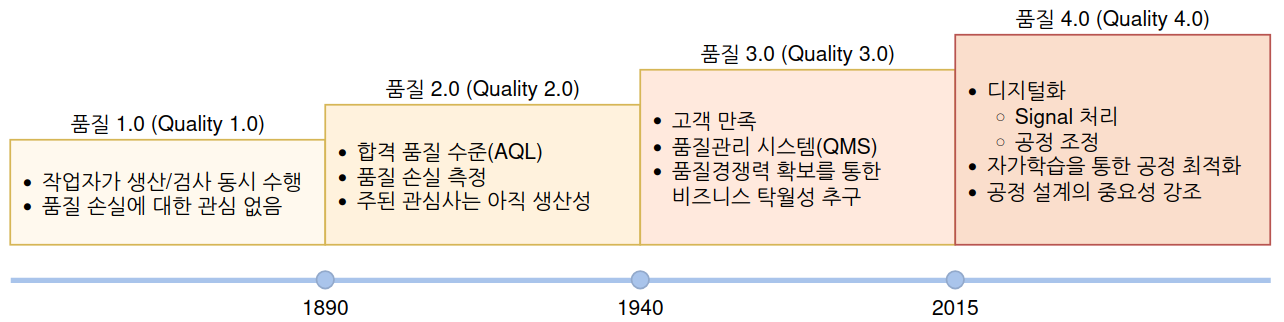 품질 1.0 (Quality 1.0)
• 작업자가 생산/검사 동시 수행
• 품질 손실에 대한 관심 없음
품질 2.0 (Quality 2.0)
• 합격 품질 수준(AQL)
• 품질 손실 측정
• 주된 관심사는 아직 생산성
품질 3.0 (Quality 3.0)
• 고객 만족
• 품질관리 시스템(QMS)
• 품질경쟁력 확보를 통한
비즈니스 탁월성 추구
품질 4.0 (Quality 4.0)
• 디지털화
○ Signal 처리
○ 공정 조정
• 자가학습을 통한 공정 최적화
• 공정 설계의 중요성 강조
1890
1940
2015